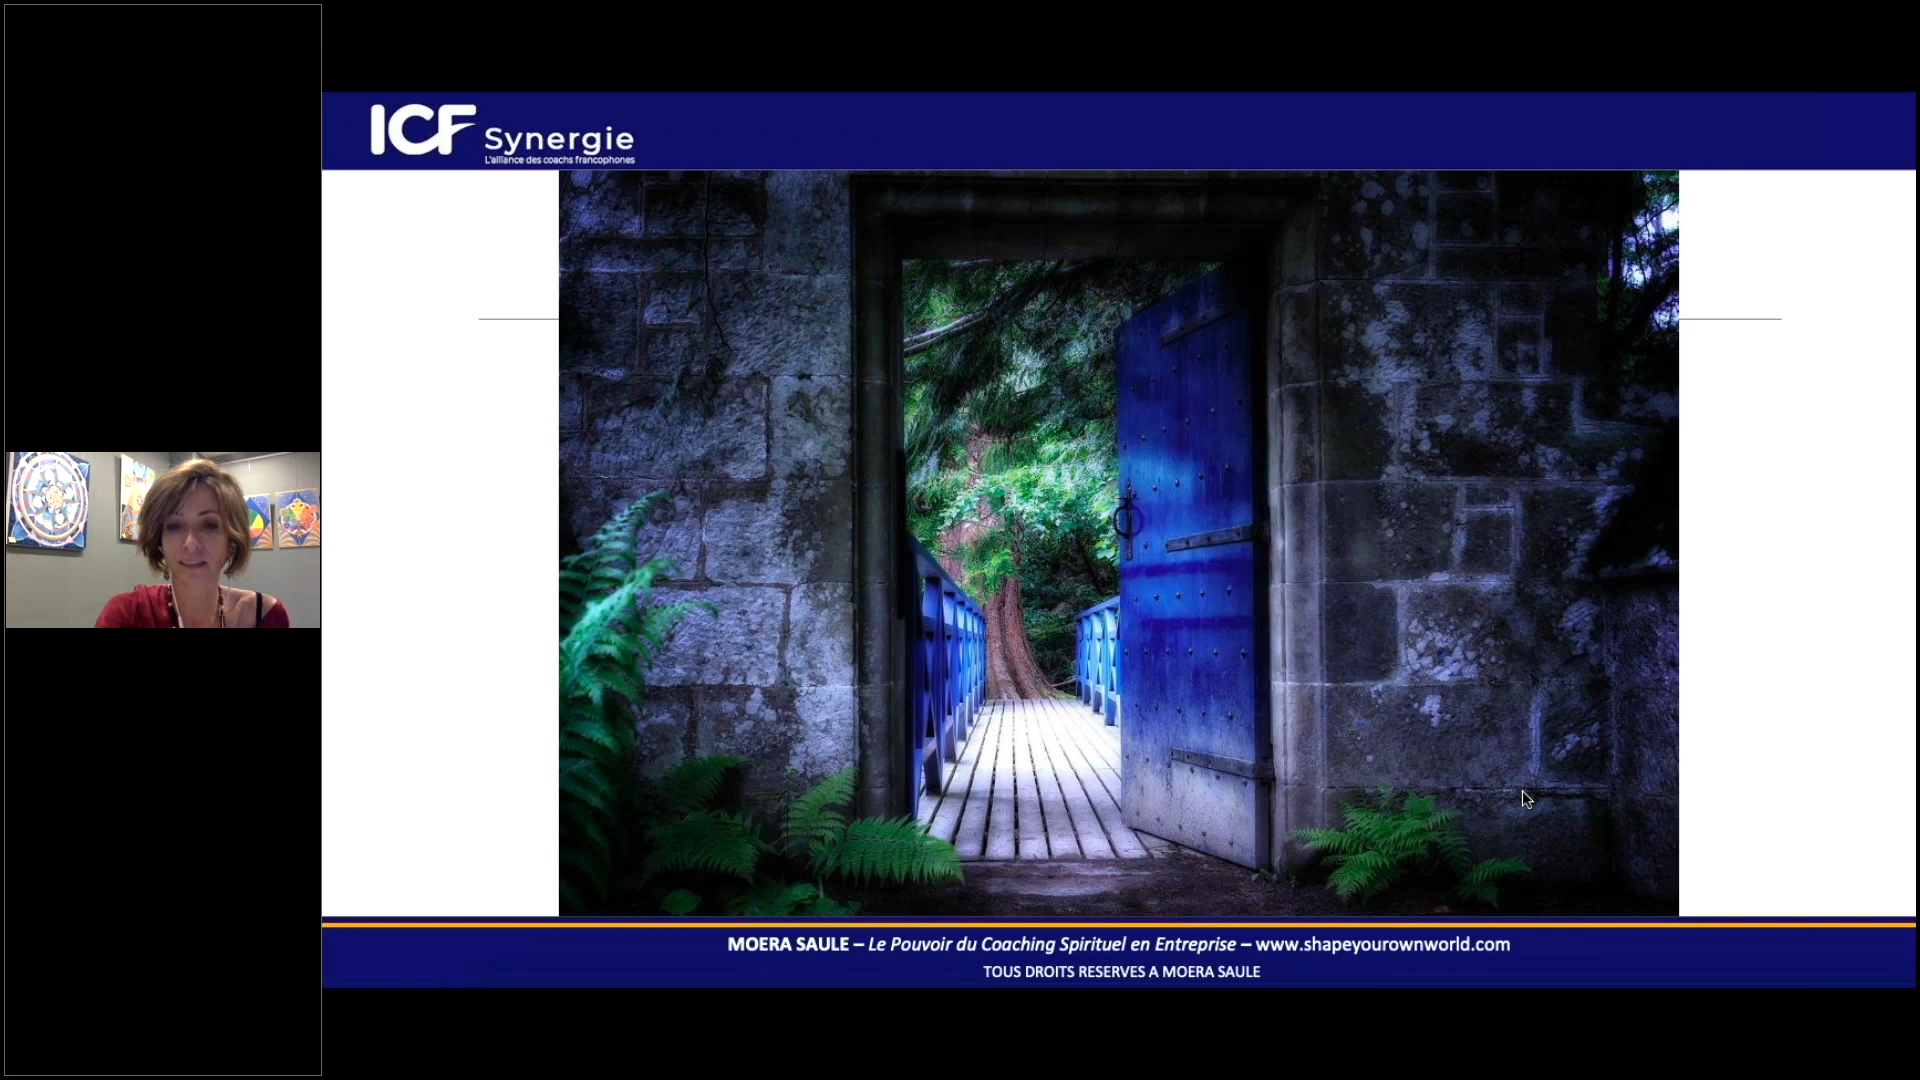 ICF Synergie
L'alliance des coachs francophones
MOERA SAULE – Le Pouvoir du Coaching Spirituel en Entreprise – www.shapeyourownworld.com
TOUS DROITS RESERVES A MOERA SAULE